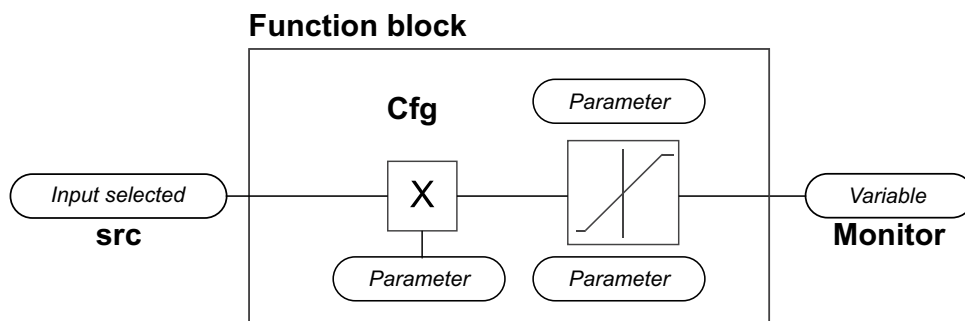 Function block
Cfg
Parameter
Input selected
X
Variable
src
Monitor
Parameter
Parameter